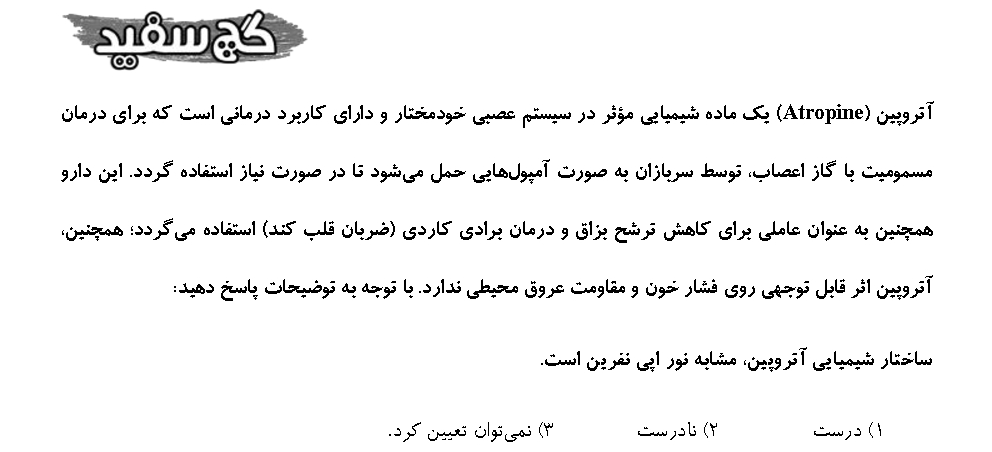 گچ سفید
آتروپین (Atropine) یک ماده شیمیایی مؤثر در سیستم عصبی خودمختار و دارای کاربرد درمانی است که برای درمان
مسمومیت با گاز اعصاب، توسط سربازان به صورت آمپول‌هایی حمل می‌شود تا در صورت نیاز استفاده گردد. این دارو
همچنین به عنوان عاملی برای کاهش ترشح بزاق و درمان برادی کاردی (ضربان قلب کند) استفاده می‌گردد؛ همچنین،
آتروپین اثر قابل توجهی روی فشار خون و مقاومت عروق محیطی ندارد. با توجه به توضیحات پاسخ دهید:
ساختار شیمیایی آتروپین، مشابه نور اپی نفرین است.
۱) درست ۲) نادرست ۳) نمی‌توان تعیین کرد.